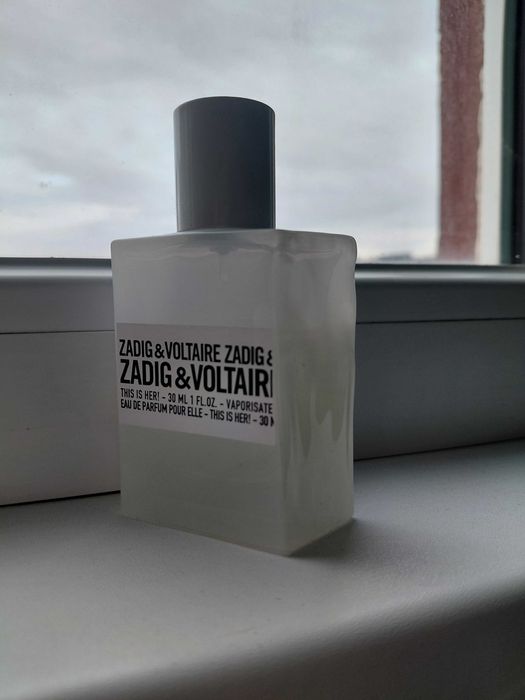 ZADIG & VOLTAIRE ZADIG &
ZADIG & VOLTAIR
THIS IS HER! - 30 ML 1 FL.OZ. - VAPORISATE
EAU DE PARFUM POUR ELLE - THIS IS HER! - 30 M